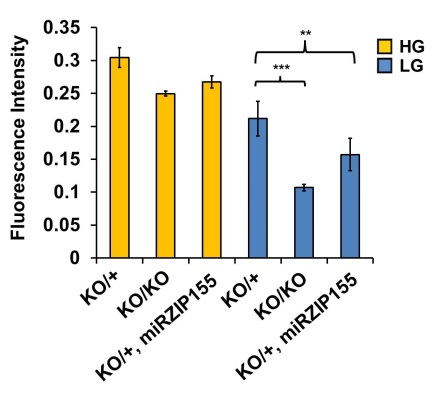 Fluorescence Intensity
0.35
0.3
0.25
0.2
0.15
0.1
0.05
0
**
***
HG
LG
KO/+
KO/KO
KO/+, miRZIP155
KO/+
KO/KO
KO/+, miRZIP155